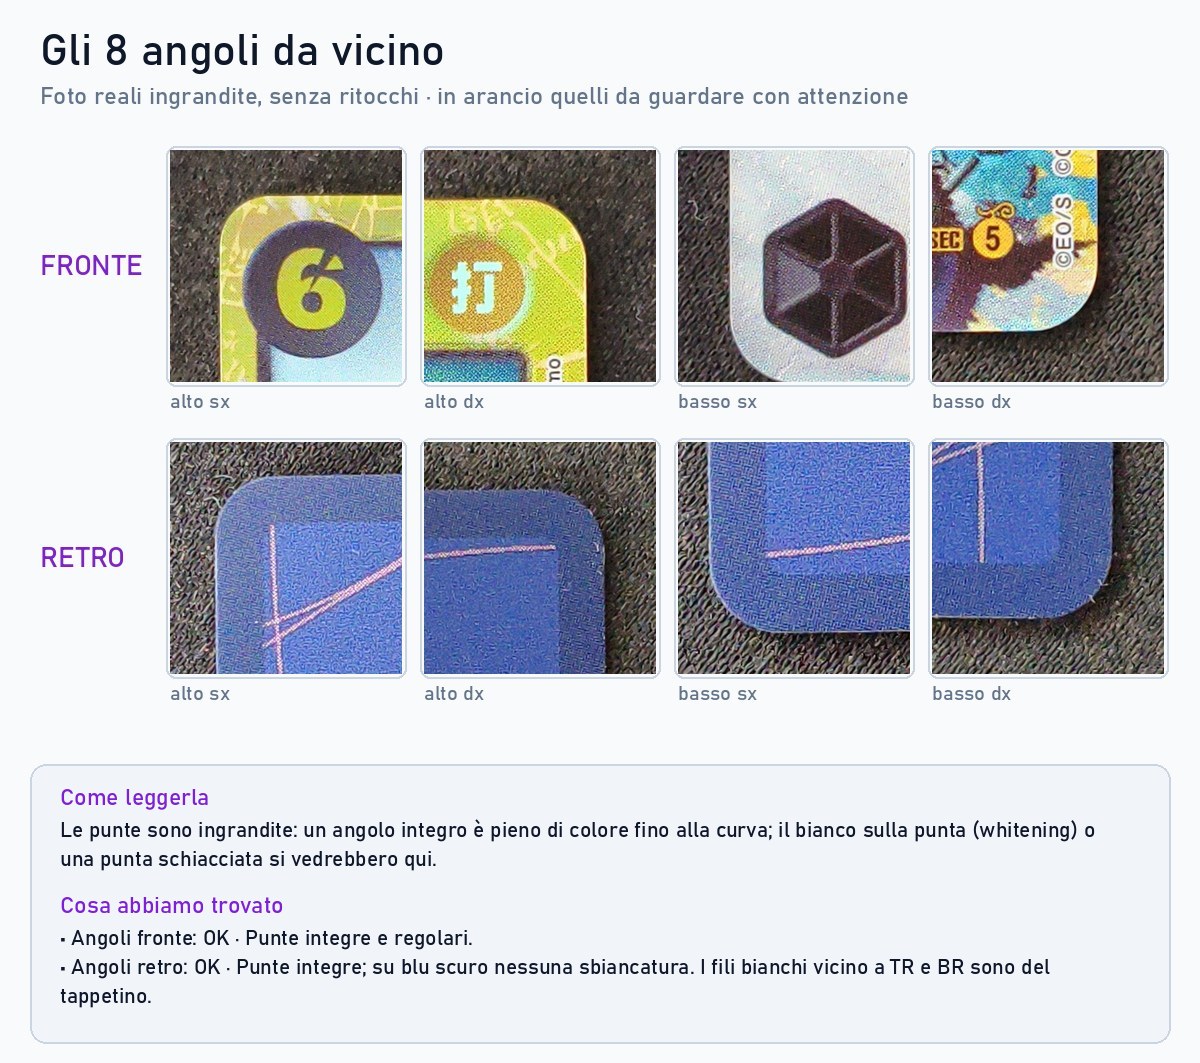 Gli 8 angoli da vicino
Foto reali ingrandite, senza ritocchi · in arancio quelli da guardare con attenzione
FRONTE
6
打
mo
SEC 5
©EO/S ©
alto sx
alto dx
basso sx
basso dx
RETRO
alto sx
alto dx
basso sx
basso dx
Come leggerla
Le punte sono ingrandite: un angolo integro è pieno di colore fino alla curva; il bianco sulla punta (whitening) o
una punta schiacciata si vedrebbero qui.
Cosa abbiamo trovato
• Angoli fronte: OK · Punte integre e regolari.
• Angoli retro: OK · Punte integre; su blu scuro nessuna sbiancatura. I fili bianchi vicino a TR e BR sono del
tappetino.